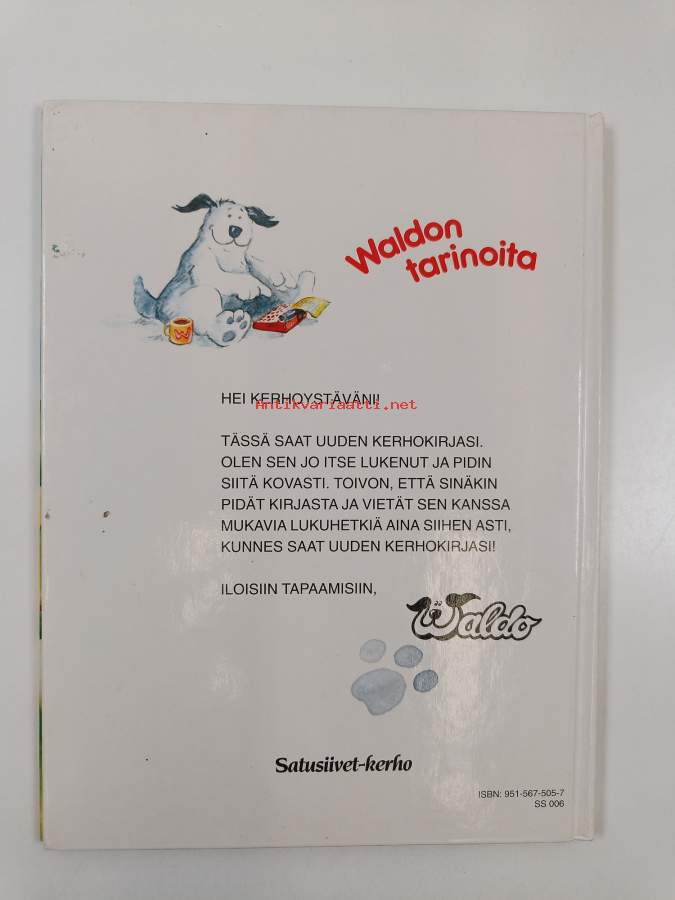 Waldon
tarinoita
W
HEI KERHOYSTÄVÄNI!
Antikvariaatti.net
TÄSSÄ SAAT UUDEN KERHOKIRJASI.
OLEN SEN JO ITSE LUKENUT JA PIDIN
SIITÄ KOVASTI. TOIVON, ETTÄ SINÄKIN
PIDÄT KIRJASTA JA VIETÄT SEN KANSSA
MUKAVIA LUKUHETKIÄ AINA SIIHEN ASTI,
KUNNES SAAT UUDEN KERHOKIRJASI!
ILOISIIN TAPAAMISIIN,
Waldo
Satusiivet-kerho
ISBN: 951-567-505-7
SS 006